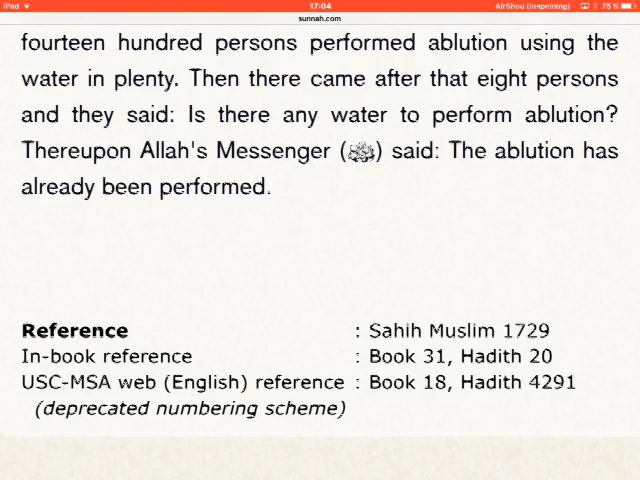 iPad 17:04 AirShou (Inspeining) 75 %
sunnah.com
fourteen hundred persons performed ablution using the
water in plenty. Then there came after that eight persons
and they said: Is there any water to perform ablution?
Thereupon Allah's Messenger (ﷺ) said: The ablution has
already been performed.
Reference : Sahih Muslim 1729
In-book reference : Book 31, Hadith 20
USC-MSA web (English) reference : Book 18, Hadith 4291
(deprecated numbering scheme)